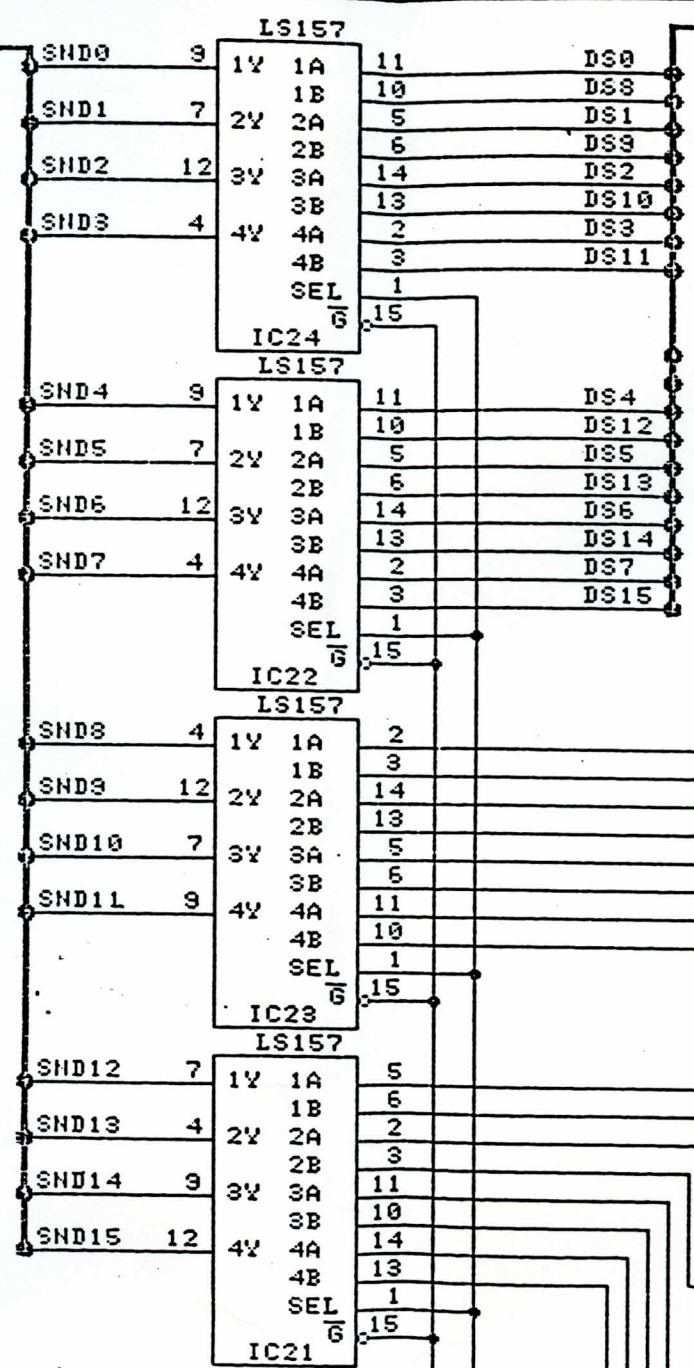 LS157
SND0 9 1Y 1A 11 DS0
1B 10 DS8
SND1 7 2Y 2A 5 DS1
2B 6 DS9
SND2 12 3Y 3A 14 DS2
3B 13 DS10
SND3 4 4Y 4A 2 DS3
4B 3 DS11
SEL 1
G 15
IC24
LS157
SND4 9 1Y 1A 11 DS4
1B 10 DS12
SND5 7 2Y 2A 5 DS5
2B 6 DS13
SND6 12 3Y 3A 14 DS6
3B 13 DS14
SND7 4 4Y 4A 2 DS7
4B 3 DS15
SEL 1
G 15
IC22
LS157
SND8 4 1Y 1A 2
1B 3
SND9 12 2Y 2A 14
2B 13
SND10 7 3Y 3A 5
3B 6
SND11 9 4Y 4A 11
4B 10
SEL 1
G 15
IC23
LS157
SND12 7 1Y 1A 5
1B 6
SND13 4 2Y 2A 2
2B 3
SND14 9 3Y 3A 11
3B 10
SND15 12 4Y 4A 14
4B 13
SEL 1
G 15
IC21